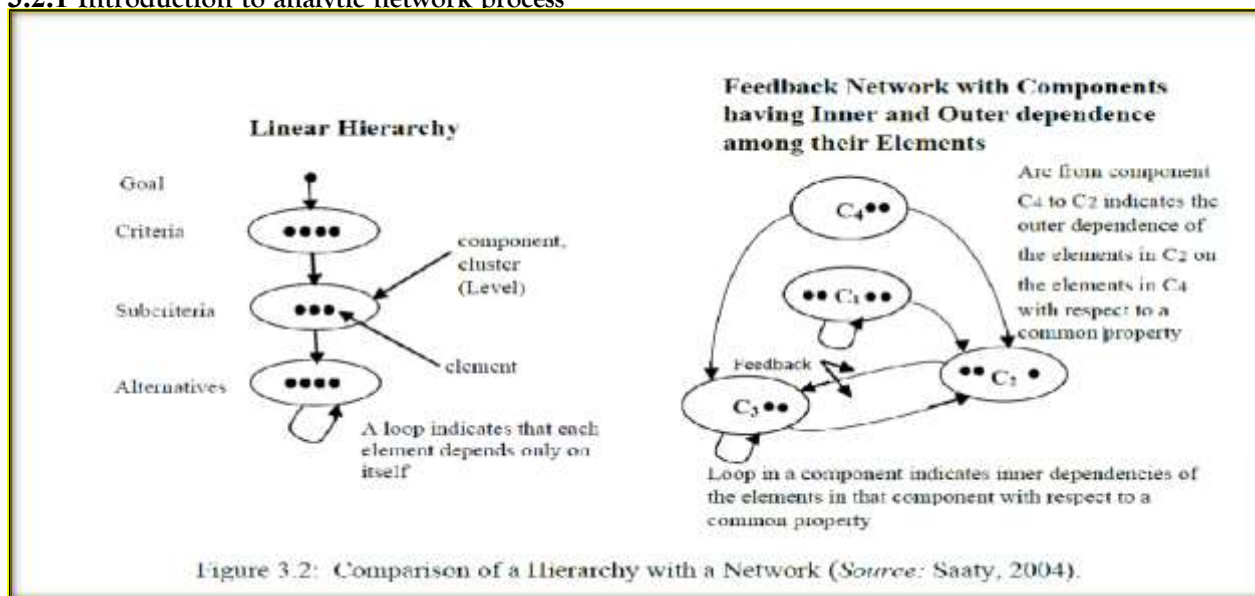 3.2.1 Introduction to analytic network process
Linear Hierarchy
Goal
Criteria
Subcriteria
Alternatives
component,
cluster
(Level)
element
A loop indicates that each
element depends only on
itself
Feedback Network with Components
having Inner and Outer dependence
among their Elements
C4
C1
C2
C3
Feedback
Arc from component
C4 to C2 indicates the
outer dependence of
the elements in C2 on
the elements in C4
with respect to a
common property
Loop in a component indicates inner dependencies of
the elements in that component with respect to a
common property
Figure 3.2: Comparison of a Hierarchy with a Network (Source: Saaty, 2004).